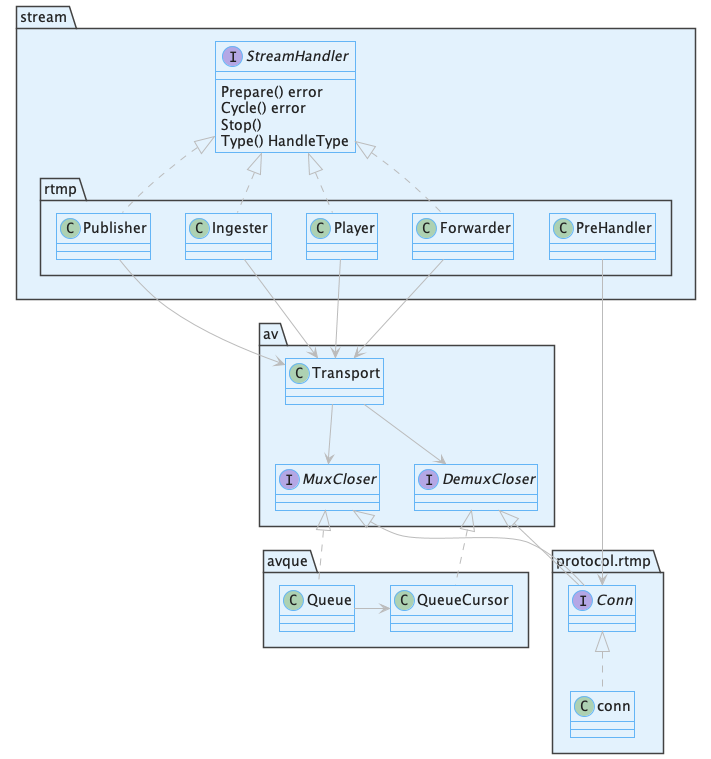 stream
I StreamHandler
Prepare() error
Cycle() error
Stop()
Type() HandleType
rtmp
C Publisher
C Ingester
C Player
C Forwarder
C PreHandler
av
C Transport
I MuxCloser
I DemuxCloser
avque
protocol.rtmp
C Queue
C QueueCursor
I Conn
C conn